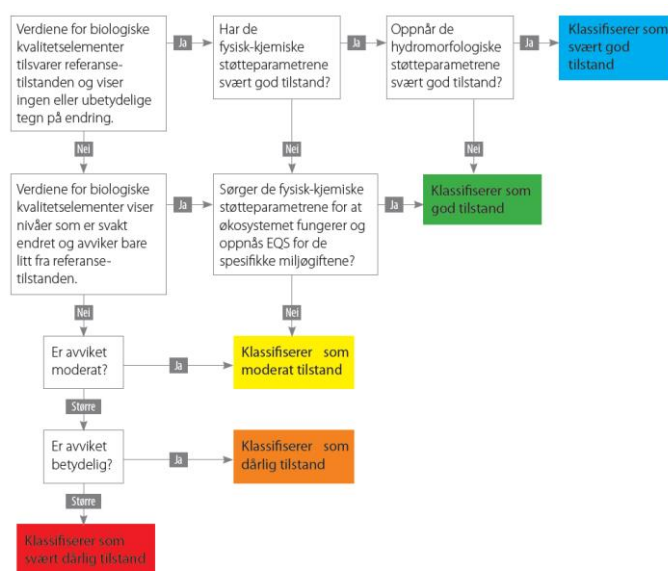 Verdiene for biologiske
kvalitetselementer
tilsvarer referanse-
tilstanden og viser
ingen eller ubetydelige
tegn på endring.
Ja
Har de
fysisk-kjemiske
støtteparametrene
svært god tilstand?
Ja
Oppnår de
hydromorfologiske
støtteparametrene
svært god tilstand?
Ja
Klassifiserer som
svært god
tilstand
Nei
Nei
Nei
Verdiene for biologiske
kvalitetselementer viser
nivåer som er svakt
endret og avviker bare
litt fra referanse-
tilstanden.
Ja
Sørger de fysisk-kjemiske
støtteparametrene for at
økosystemet fungerer og
oppnås EQS for de
spesifikke miljøgiftene?
Ja
Klassifiserer som
god tilstand
Nei
Nei
Er avviket
moderat?
Ja
Klassifiserer som
moderat tilstand
Større
Er avviket
betydelig?
Ja
Klassifiserer som
dårlig tilstand
Større
Klassifiserer som
svært dårlig tilstand